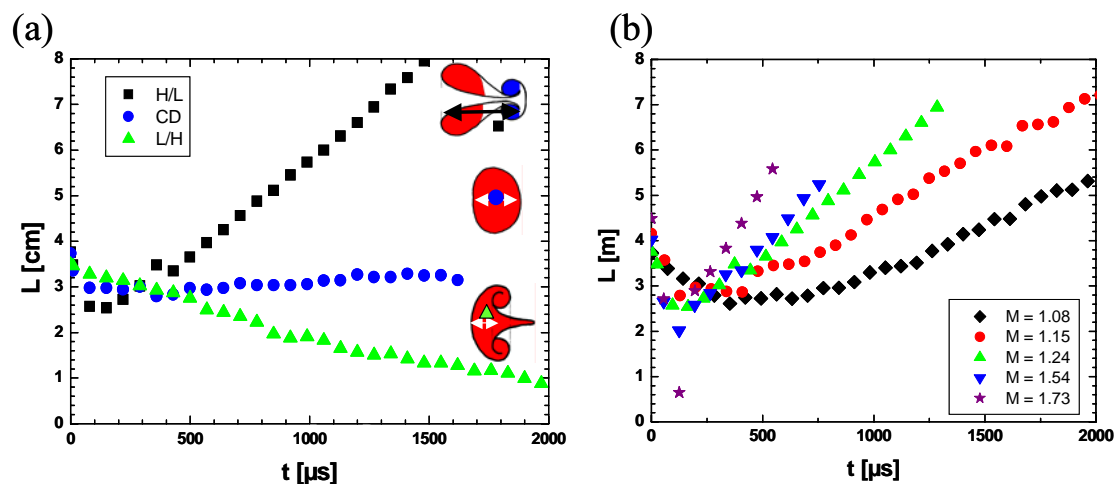 (a)
L [cm]
8
7
6
5
4
3
2
1
0
H/L
CD
L/H
0
500
1000
1500
2000
t [µs]
(b)
L [m]
8
7
6
5
4
3
2
1
0
M = 1.08
M = 1.15
M = 1.24
M = 1.54
M = 1.73
0
500
1000
1500
2000
t [µs]